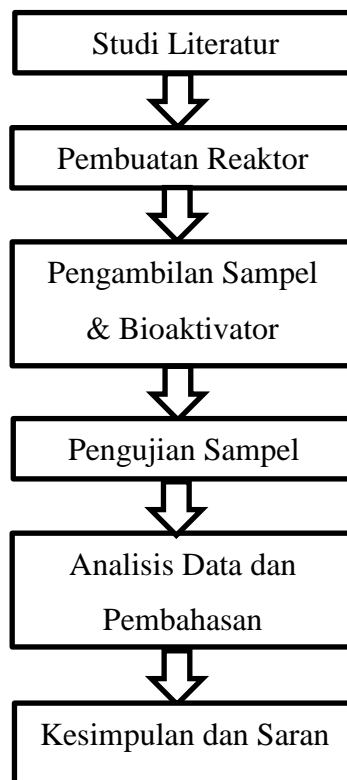 Studi Literatur
Pembuatan Reaktor
Pengambilan Sampel
& Bioaktivator
Pengujian Sampel
Analisis Data dan
Pembahasan
Kesimpulan dan Saran